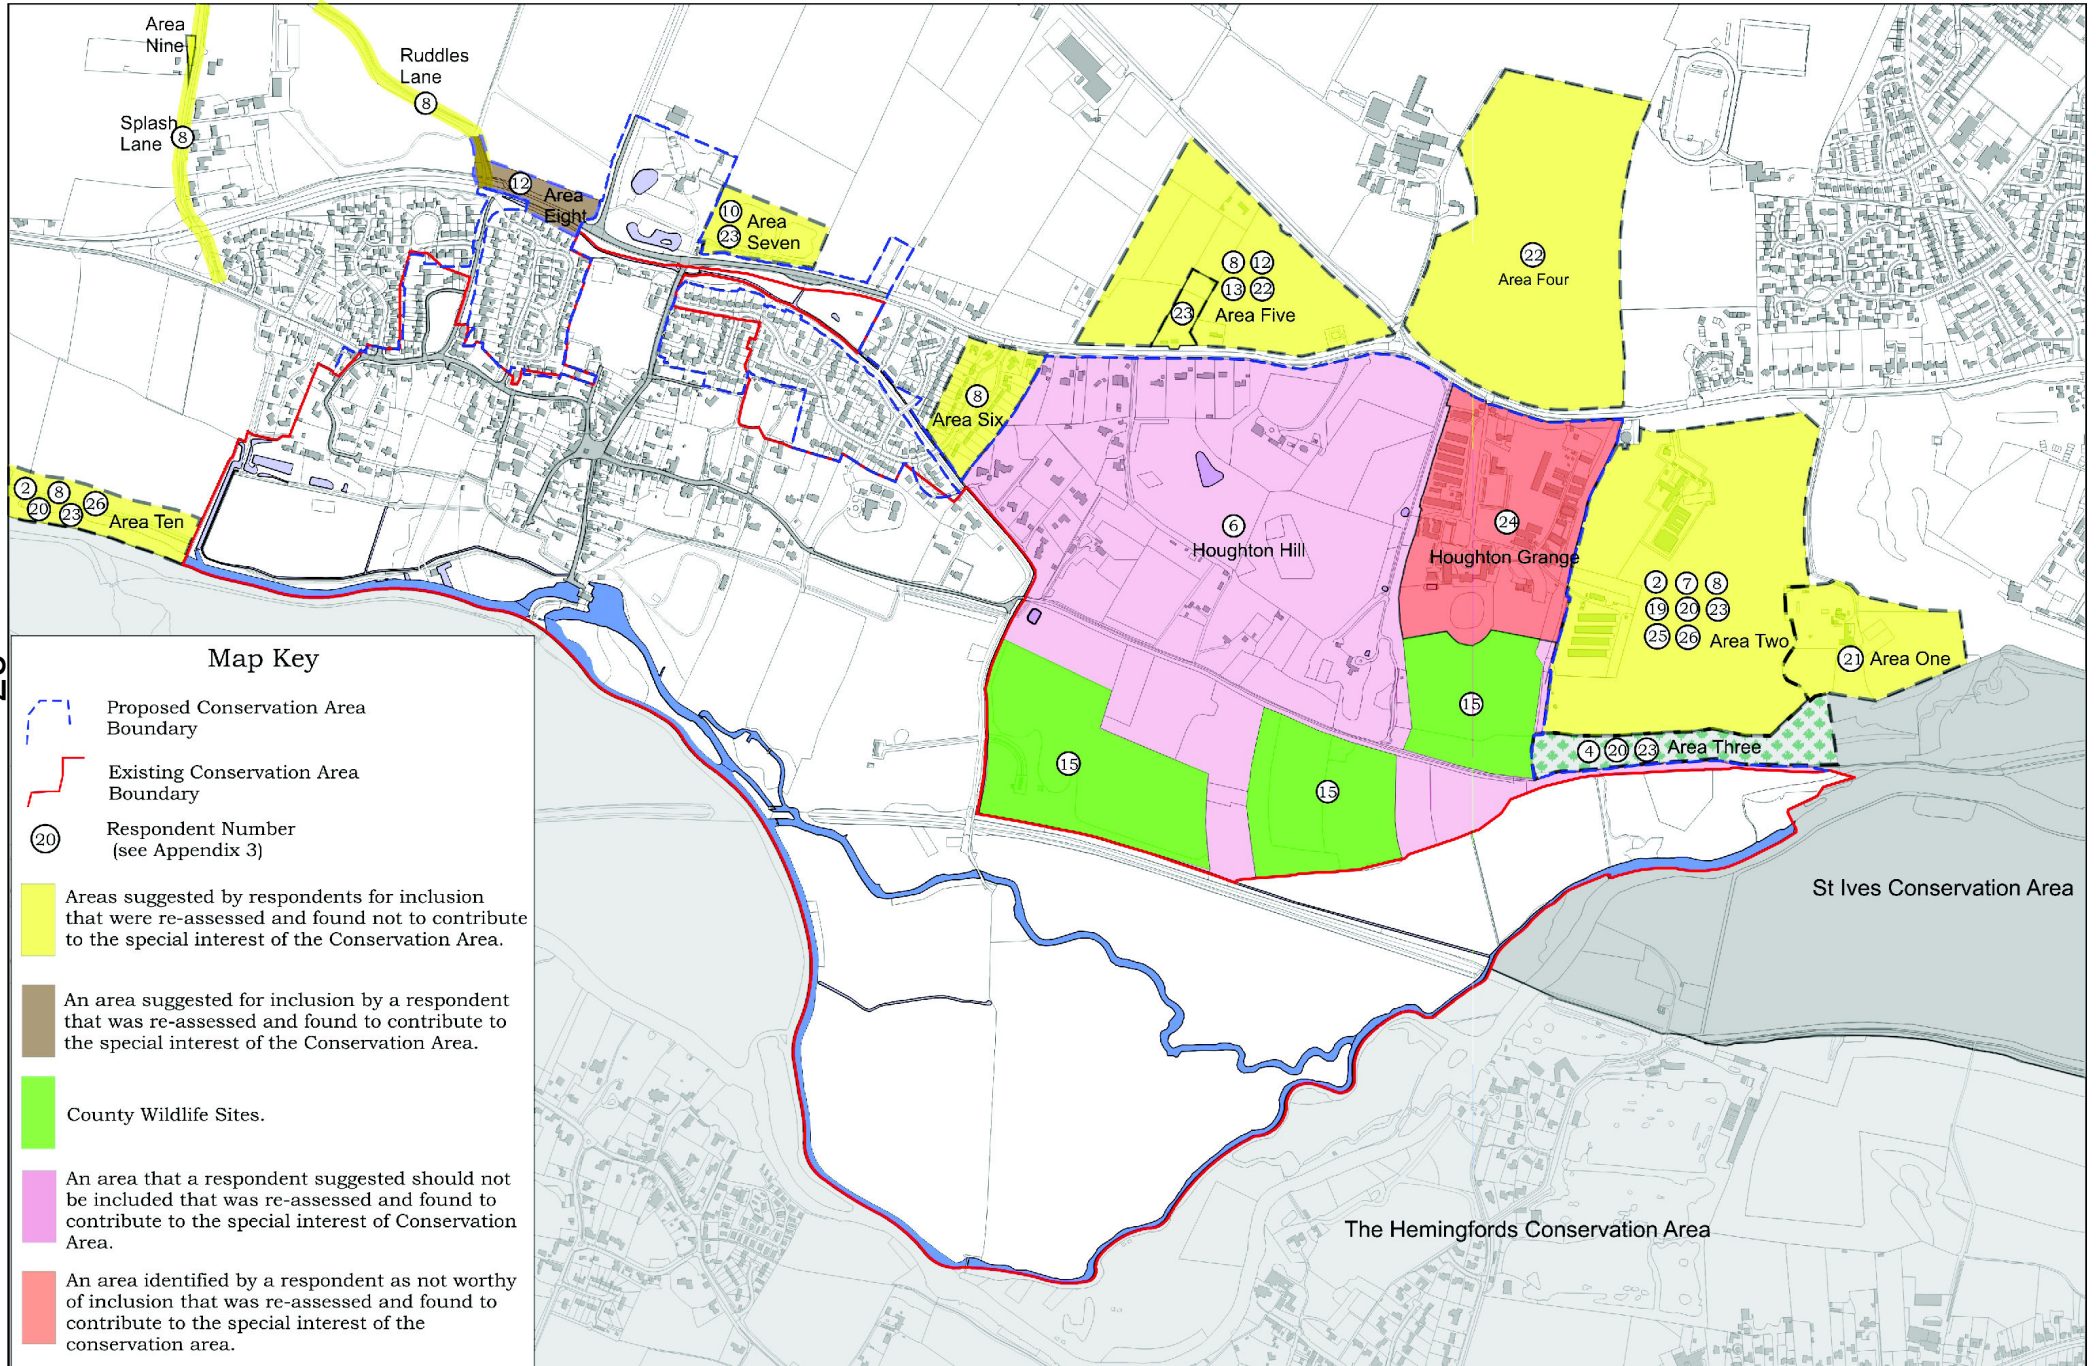 Area
Nine
Ruddles
Lane
8
Splash
Lane
8
12
Area
Eight
10
23
Area
Seven
8
12
13
22
23
Area Five
22
Area Four
8
Area Six
2
8
26
20
23
Area Ten
6
Houghton Hill
24
Houghton Grange
2
7
8
19
20
23
25
26
Area Two
21
Area One
15
4
20
23
Area Three
15
15
St Ives Conservation Area
The Hemingfords Conservation Area
Map Key
Proposed Conservation Area
Boundary
Existing Conservation Area
Boundary
20
Respondent Number
(see Appendix 3)
Areas suggested by respondents for inclusion
that were re-assessed and found not to contribute
to the special interest of the Conservation Area.
An area suggested for inclusion by a respondent
that was re-assessed and found to contribute to
the special interest of the Conservation Area.
County Wildlife Sites.
An area that a respondent suggested should not
be included that was re-assessed and found to
contribute to the special interest of Conservation
Area.
An area identified by a respondent as not worthy
of inclusion that was re-assessed and found to
contribute to the special interest of the
conservation area.